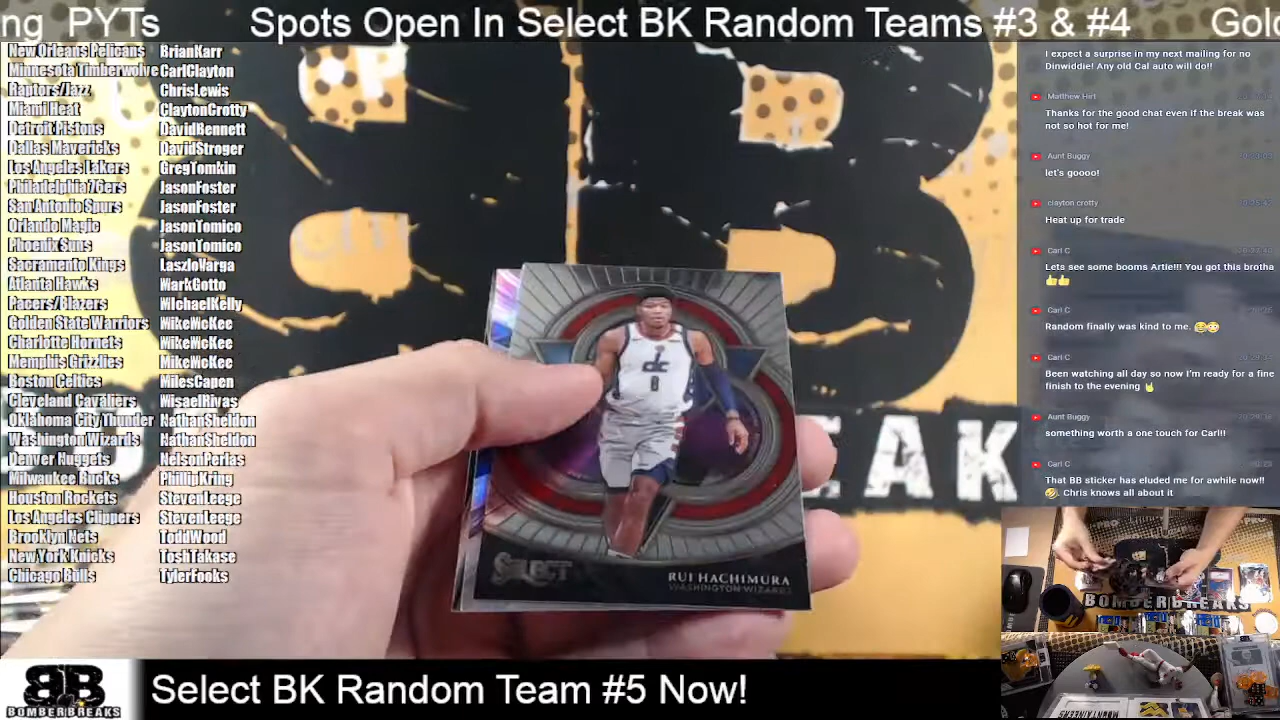 ng PYTs Spots Open In Select BK Random Teams #3 & #4 Gold
New Orleans Pelicans BrianKarr
Minnesota Timberwolve CarlClayton
Raptors/Jazz ChrisLewis
Miami Heat ClaytonCrotty
Detroit Pistons DavidBennett
Dallas Mavericks DavidStroger
Los Angeles Lakers GregTomkin
Philadelphia 76ers JasonFoster
San Antonio Spurs JasonFoster
Orlando Magic JasonTomico
Phoenix Suns JasonTomico
Sacramento Kings LaszloVarga
Atlanta Hawks MarkGotto
Pacers/Blazers MichaelKelly
Golden State Warriors MikeMcKee
Charlotte Hornets MikeMcKee
Memphis Grizzlies MikeMcKee
Boston Celtics MilesCapen
Cleveland Cavaliers MisaelRivas
Oklahoma City Thunder NathanSheldon
Washington Wizards NathanSheldon
Denver Nuggets NelsonPerlas
Milwaukee Bucks PhillipKring
Houston Rockets StevenLeege
Los Angeles Clippers StevenLeege
Brooklyn Nets ToddWood
New York Knicks ToshTakase
Chicago Bulls TylerFooks
I expect a surprise in my next mailing for no
Dinwiddie! Any old Cal auto will do!!
Matthew Hirt
Thanks for the good chat even if the break was
not so hot for me!
Aunt Buggy
let's goooo!
clayton crotty
Heat up for trade
Carl C
Lets see some booms Artie!!! You got this brotha
👍👍
Carl C
Random finally was kind to me. 😂😳
Carl C
Been watching all day so now I'm ready for a fine
finish to the evening 🤘
Aunt Buggy
something worth a one touch for Carl!!
Carl C
That BB sticker has eluded me for awhile now!!
🤣. Chris knows all about it
EAK
dc
8
SELECT
RUI HACHIMURA
WASHINGTON WIZARDS
BOMBERBREAKS
BB
BOMBERBREAKS
Select BK Random Team #5 Now!